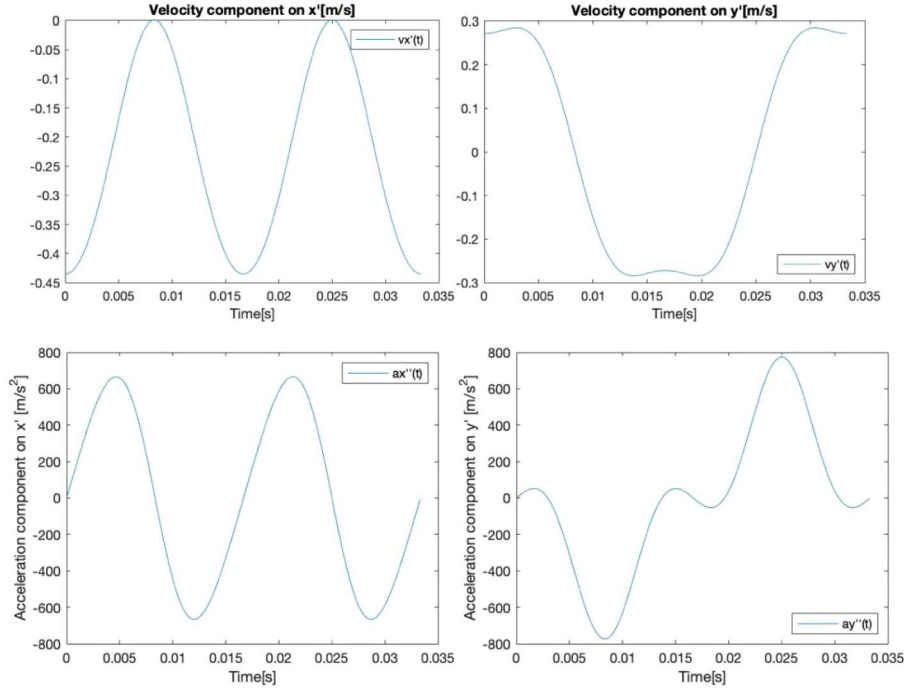 Velocity component on x'[m/s]
0
-0.05
-0.1
-0.15
-0.2
-0.25
-0.3
-0.35
-0.4
-0.45
vx'(t)
0 0.005 0.01 0.015 0.02 0.025 0.03 0.035
Time[s]
Velocity component on y'[m/s]
0.3
0.2
0.1
0
-0.1
-0.2
-0.3
vy'(t)
0 0.005 0.01 0.015 0.02 0.025 0.03 0.035
Time[s]
Acceleration component on x' [m/s²]
800
600
400
200
0
-200
-400
-600
-800
ax''(t)
0 0.005 0.01 0.015 0.02 0.025 0.03 0.035
Time[s]
Acceleration component on y' [m/s²]
800
600
400
200
0
-200
-400
-600
-800
ay''(t)
0 0.005 0.01 0.015 0.02 0.025 0.03 0.035
Time[s]